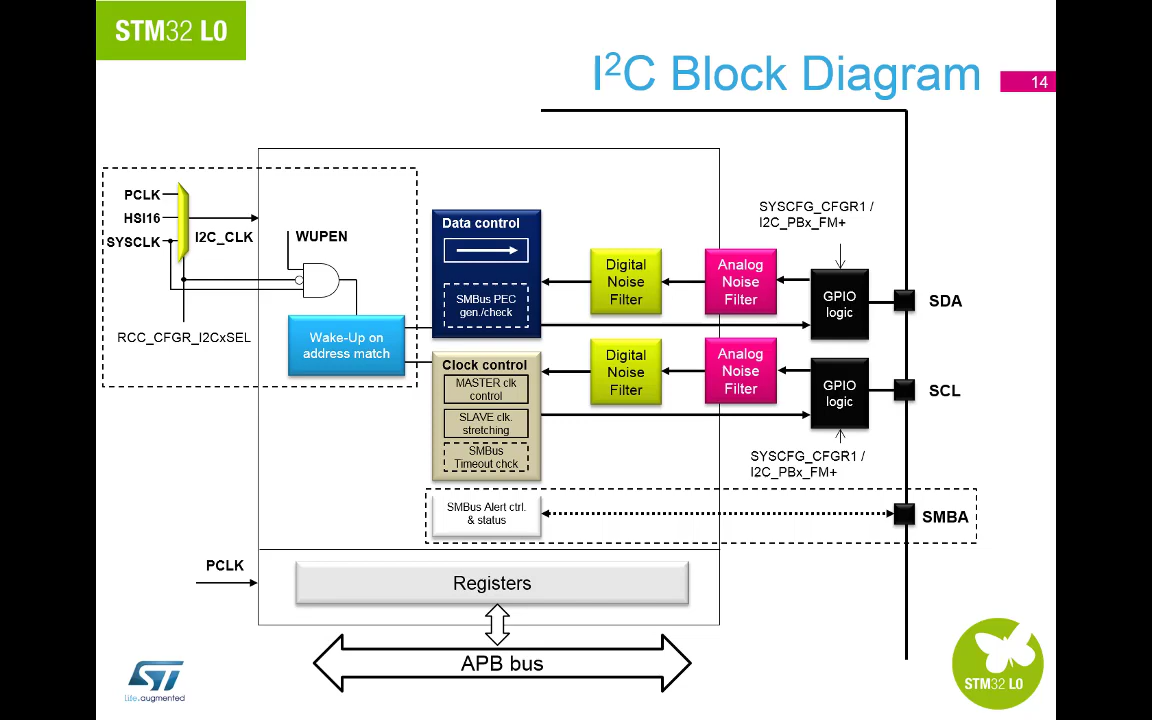 STM32 L0
I²C Block Diagram
14
PCLK
HSI16
SYSCLK
I2C_CLK
WUPEN
RCC_CFGR_I2CxSEL
Wake-Up on
address match
Data control
SMBus PEC
gen./check
Digital
Noise
Filter
Analog
Noise
Filter
SYSCFG_CFGR1 /
I2C_PBx_FM+
GPIO
logic
SDA
Clock control
MASTER clk
control
SLAVE clk.
stretching
SMBus
Timeout chck
Digital
Noise
Filter
Analog
Noise
Filter
GPIO
logic
SCL
SYSCFG_CFGR1 /
I2C_PBx_FM+
SMBus Alert ctrl.
& status
SMBA
PCLK
Registers
APB bus
ST
life.augmented
STM32 L0